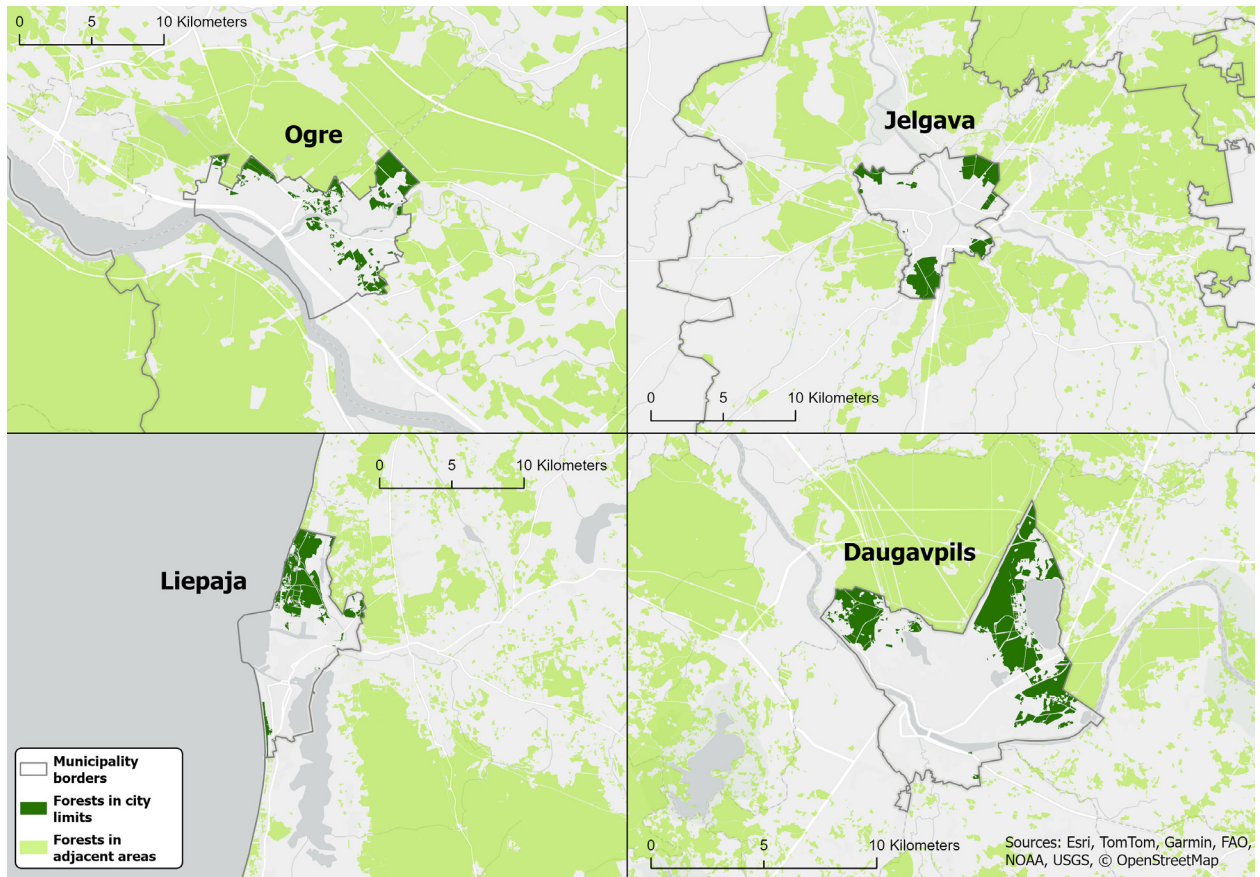 0 5 10 Kilometers
Ogre
Jelgava
0 5 10 Kilometers
0 5 10 Kilometers
Liepaja
Daugavpils
0 5 10 Kilometers
Municipality
borders
Forests in city
limits
Forests in
adjacent areas
Sources: Esri, TomTom, Garmin, FAO,
NOAA, USGS, © OpenStreetMap